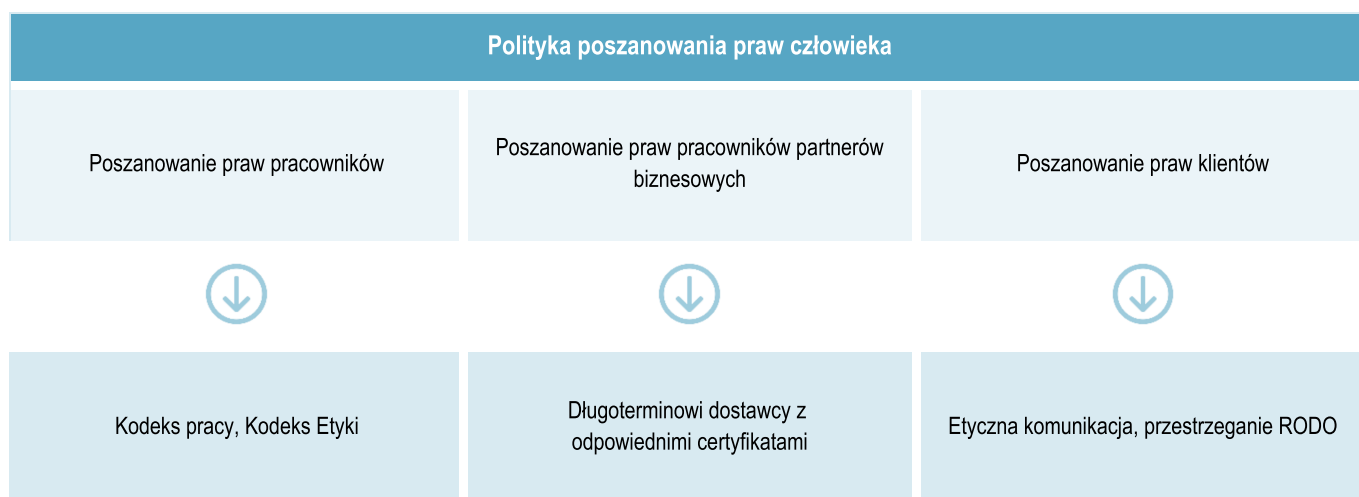 Polityka poszanowania praw człowieka
Poszanowanie praw pracowników
Poszanowanie praw pracowników partnerów
biznesowych
Poszanowanie praw klientów
Kodeks pracy, Kodeks Etyki
Długoterminowi dostawcy z
odpowiednimi certyfikatami
Etyczna komunikacja, przestrzeganie RODO